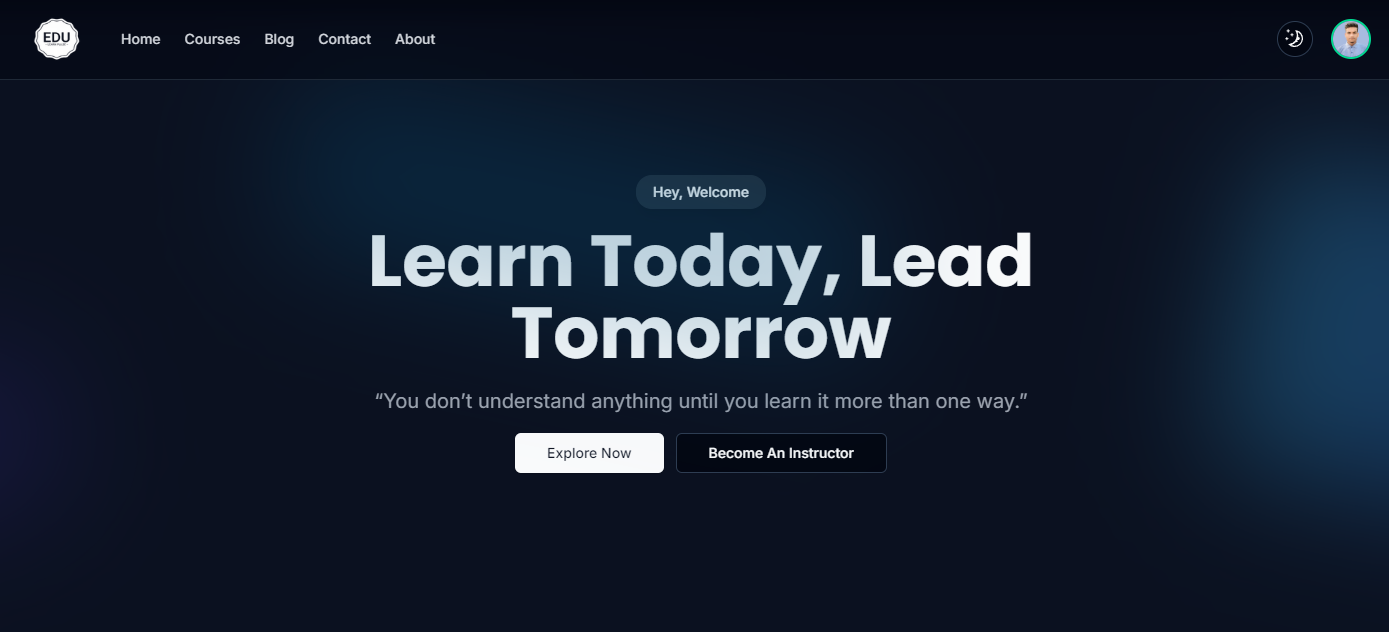 EDU
Home Courses Blog Contact About
Hey, Welcome
Learn Today, Lead
Tomorrow
“You don’t understand anything until you learn it more than one way.”
Explore Now Become An Instructor